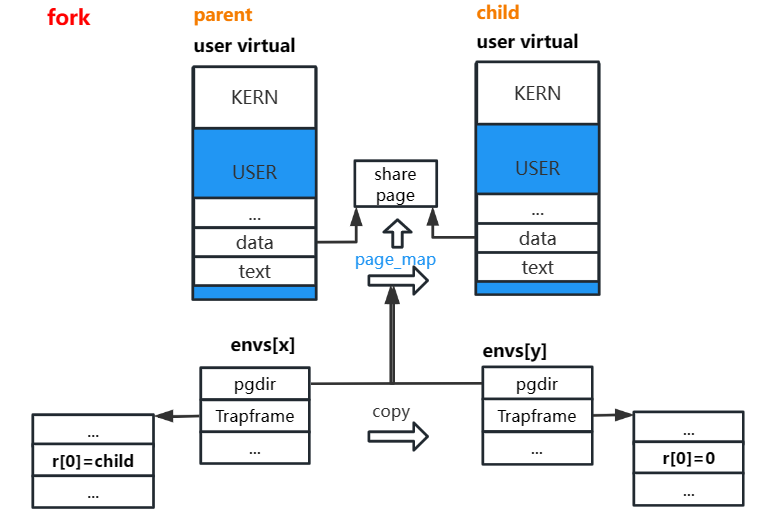 fork
parent
child
user virtual
user virtual
KERN
KERN
USER
USER
share
page
...
...
data
data
page_map
text
text
envs[x]
envs[y]
pgdir
pgdir
Trapframe
copy
Trapframe
...
...
...
...
r[0]=child
r[0]=0
...
...